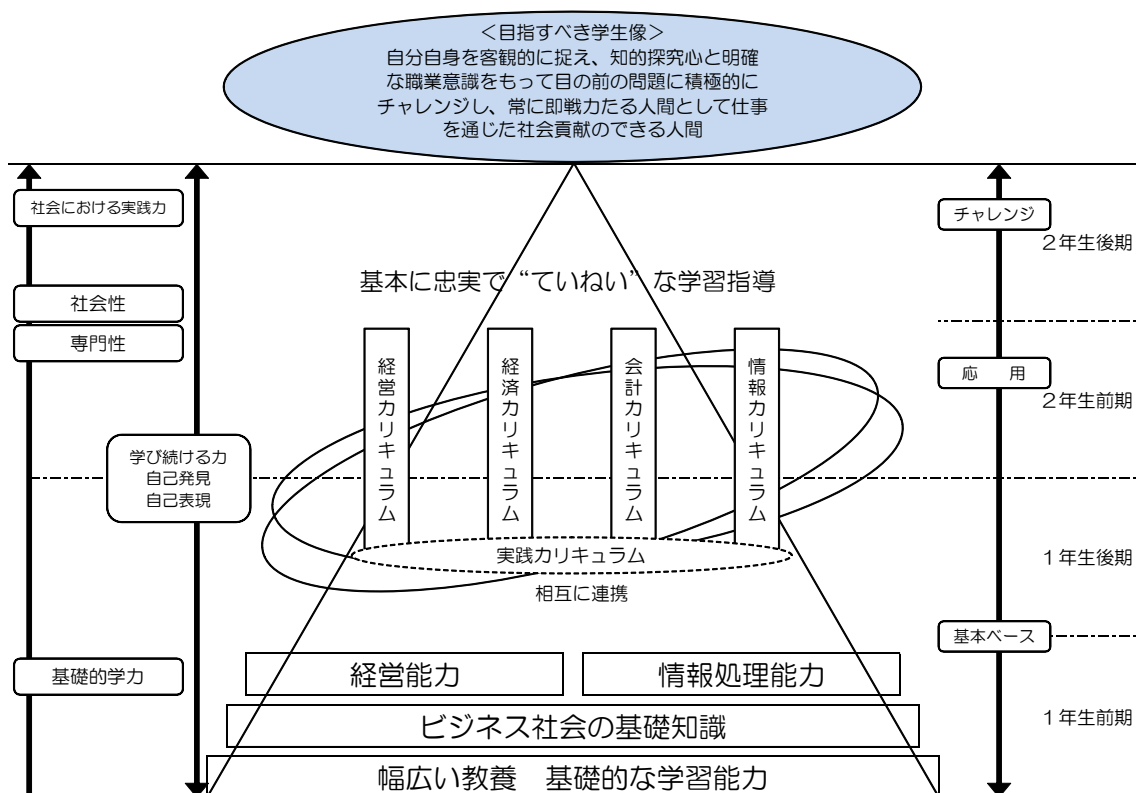 ＜目指すべき学生像＞
自分自身を客観的に捉え、知的探究心と明確
な職業意識をもって目の前の問題に積極的に
チャレンジし、常に即戦力たる人間として仕事
を通じた社会貢献のできる人間
社会における実践力
チャレンジ
２年生後期
基本に忠実で“ていねい”な学習指導
社会性
専門性
経営カリキュラム
経済カリキュラム
会計カリキュラム
情報カリキュラム
応　用
２年生前期
学び続ける力
自己発見
自己表現
実践カリキュラム
１年生後期
相互に連携
基本ベース
基礎的学力
経営能力
情報処理能力
１年生前期
ビジネス社会の基礎知識
幅広い教養　基礎的な学習能力